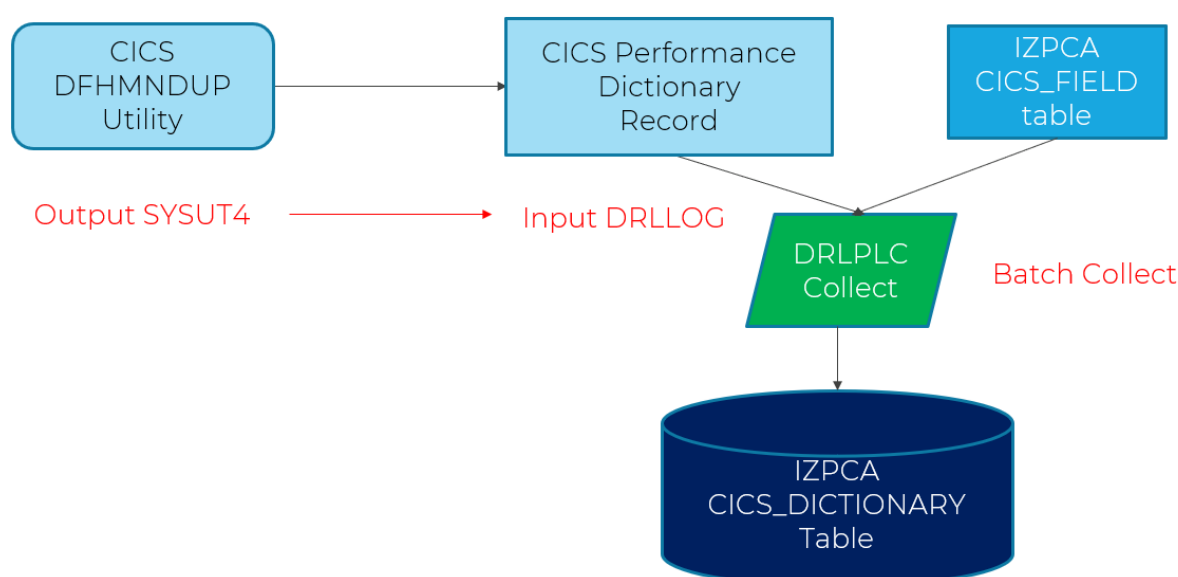 CICS
DFHMNDUP
Utility
CICS Performance
Dictionary
Record
IZPCA
CICS_FIELD
table
Output SYSUT4
Input DRLLOG
DRLPLC
Collect
Batch Collect
IZPCA
CICS_DICTIONARY
Table